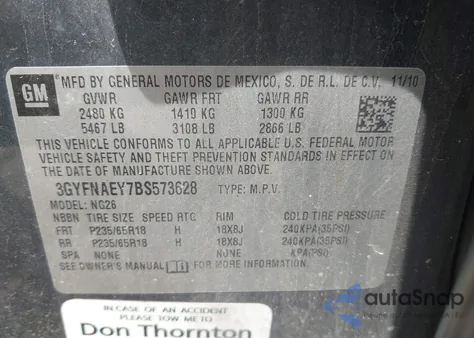 GM
MFD BY GENERAL MOTORS DE MEXICO, S. DE R.L. DE C.V. 11/10
GVWR GAWR FRT GAWR RR
2480 KG 1410 KG 1300 KG
5467 LB 3108 LB 2866 LB
THIS VEHICLE CONFORMS TO ALL APPLICABLE U.S. FEDERAL MOTOR
VEHICLE SAFETY AND THEFT PREVENTION STANDARDS IN EFFECT ON
THE DATE OF MANUFACTURE SHOWN ABOVE.
3GYFNAEY7BS573628 TYPE: M.P.V.
MODEL: NG26
NBBN TIRE SIZE SPEED RTG RIM COLD TIRE PRESSURE
FRT P235/65R18 H 18X8J 240KPA(35PSI)
RR P235/65R18 H 18X8J 240KPA(35PSI)
NONE NONE KPA(PSI)
SEE OWNER'S MANUAL FOR MORE INFORMATION
IN CASE OF AN ACCIDENT
PLEASE TOW ME TO
Don Thornton
autoSnap